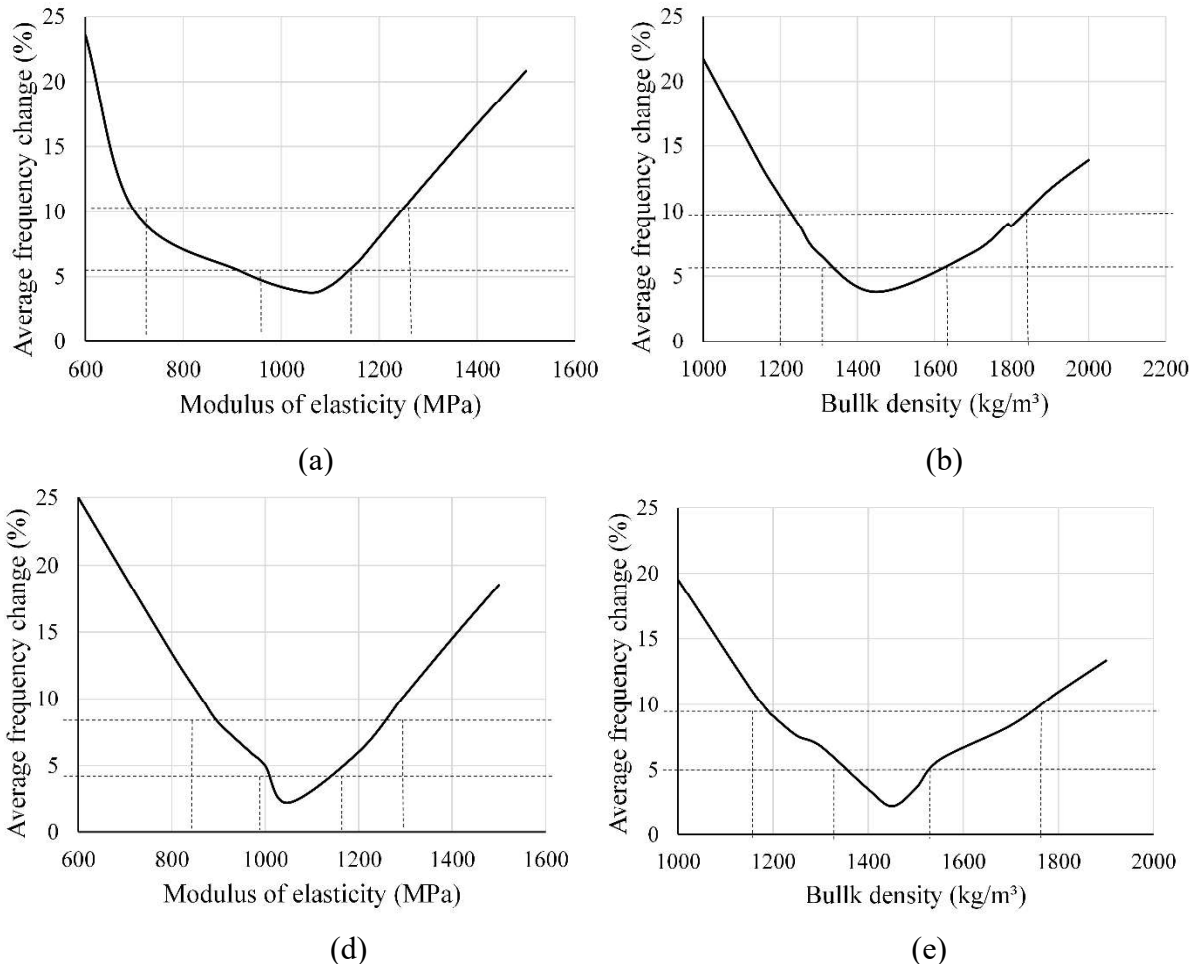 Average frequency change (%)
25
20
15
10
5
0
600 800 1000 1200 1400 1600
Modulus of elasticity (MPa)
(a)
Average frequency change (%)
25
20
15
10
5
0
1000 1200 1400 1600 1800 2000 2200
Bullk density (kg/m³)
(b)
Average frequency change (%)
25
20
15
10
5
0
600 800 1000 1200 1400 1600
Modulus of elasticity (MPa)
(d)
Average frequency change (%)
25
20
15
10
5
0
1000 1200 1400 1600 1800 2000
Bullk density (kg/m³)
(e)